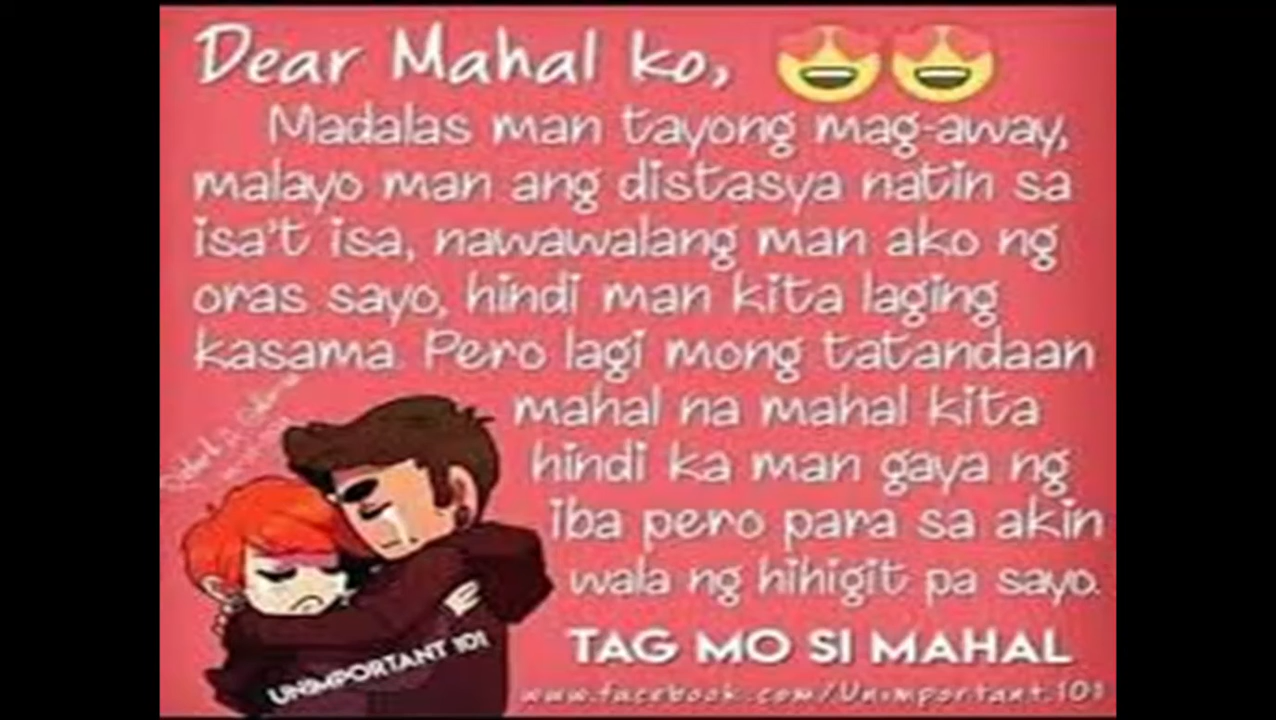 Dear Mahal ko,
Madalas man tayong mag-away,
malayo man ang distasya natin sa
isa't isa, nawawalang man ako ng
oras sayo, hindi man kita laging
kasama. Pero lagi mong tatandaan
mahal na mahal kita
hindi ka man gaya ng
iba pero para sa akin
wala ng hihigit pa sayo.
TAG MO SI MAHAL
UNIMPORTANT 101
www.facebook.com/Unimportant.101